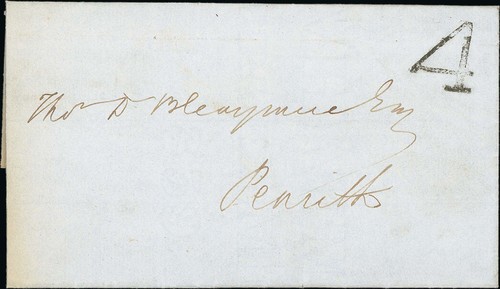 4
Thos D Bleaymire Esq
Penrith